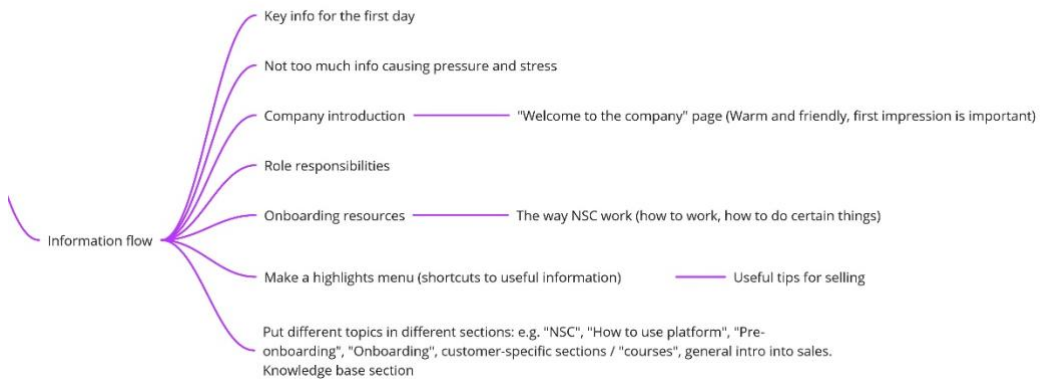 Key info for the first day
Not too much info causing pressure and stress
Company introduction
"Welcome to the company" page (Warm and friendly, first impression is important)
Role responsibilities
Onboarding resources
The way NSC work (how to work, how to do certain things)
Information flow
Make a highlights menu (shortcuts to useful information)
Useful tips for selling
Put different topics in different sections: e.g. "NSC", "How to use platform", "Pre-
onboarding", "Onboarding", customer-specific sections / "courses", general intro into sales.
Knowledge base section